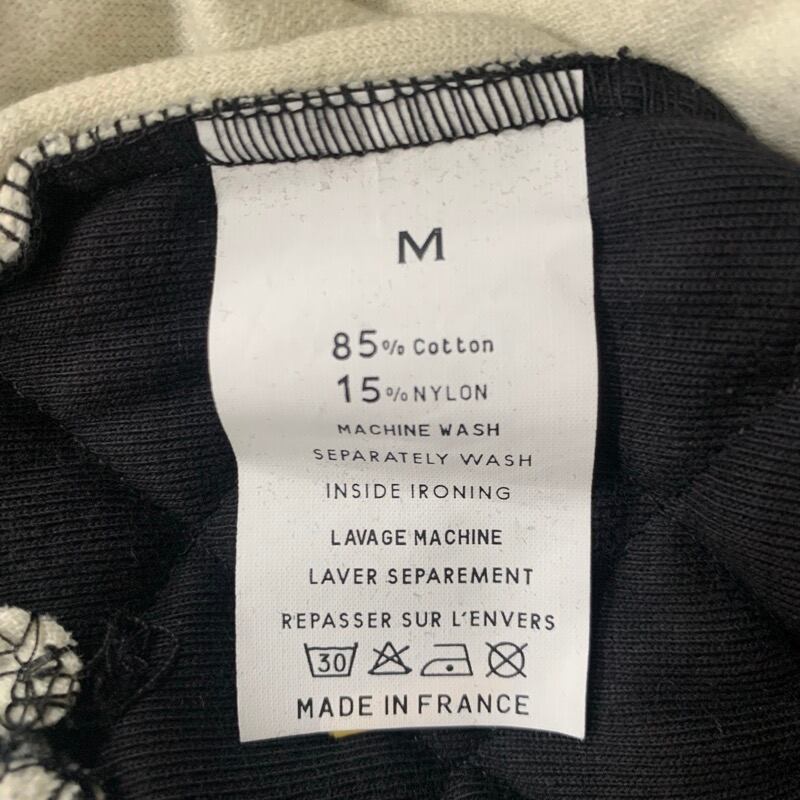 M
85% Cotton
15% NYLON
MACHINE WASH
SEPARATELY WASH
INSIDE IRONING
LAVAGE MACHINE
LAVER SEPAREMENT
REPASSER SUR L'ENVERS
30
MADE IN FRANCE